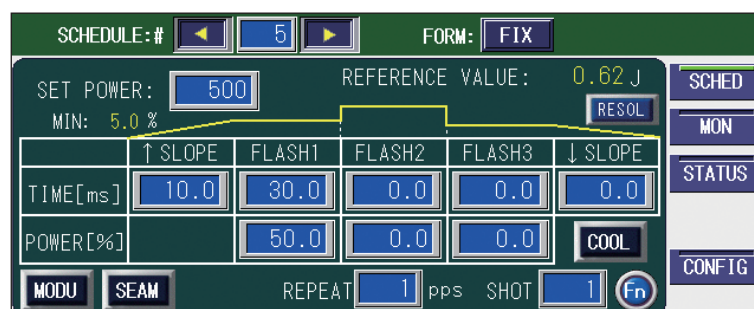 SCHEDULE:# ◄ 5 ► FORM: FIX
SET POWER: 500 REFERENCE VALUE: 0.62 J
MIN: 5.0 % RESOL
↑ SLOPE FLASH1 FLASH2 FLASH3 ↓ SLOPE
TIME[ms] 10.0 30.0 0.0 0.0 0.0
POWER[%] 50.0 0.0 0.0 COOL
MODU SEAM REPEAT 1 pps SHOT 1 Fn
SCHED
MON
STATUS
CONFIG